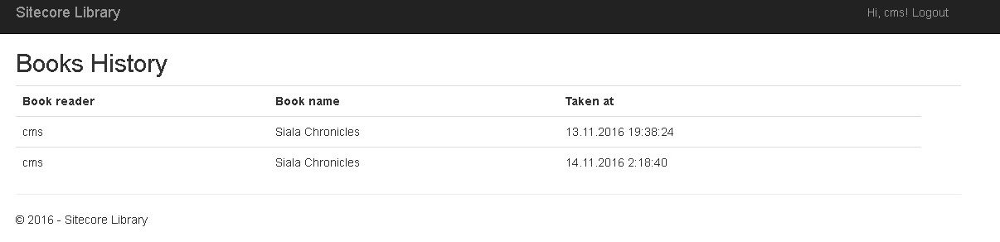 Sitecore Library Hi, cms! Logout
Books History
Book reader Book name Taken at
cms Siala Chronicles 13.11.2016 19:38:24
cms Siala Chronicles 14.11.2016 2:18:40
© 2016 - Sitecore Library